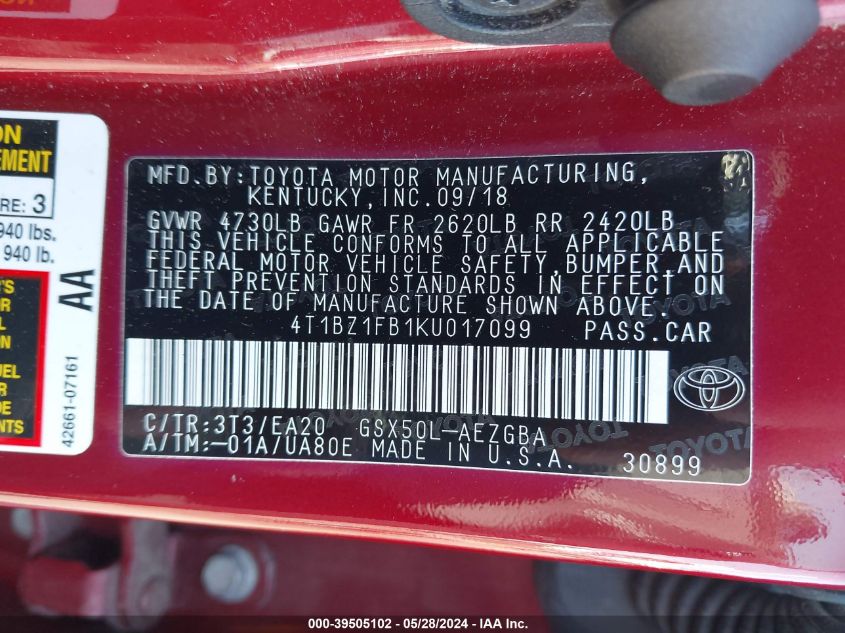 ON
EMENT
RE: 3
940 lbs.
940 lb.
AA
'S
OR
UEL
R
NTS
42661-07161
MFD.BY:TOYOTA MOTOR MANUFACTURING,
KENTUCKY,INC.09/18
GVWR 4730LB GAWR FR 2620LB RR 2420LB
THIS VEHICLE CONFORMS TO ALL APPLICABLE
FEDERAL MOTOR VEHICLE SAFETY,BUMPER,AND
THEFT PREVENTION STANDARDS IN EFFECT ON
THE DATE OF MANUFACTURE SHOWN ABOVE.
4T1BZ1FB1KU017099 PASS.CAR
C/TR:3T3/EA20 GSX50L-AEZGBA
A/TM:-01A/UA80E MADE IN U.S.A. 30899
000-39505102 - 05/28/2024 - IAA Inc.